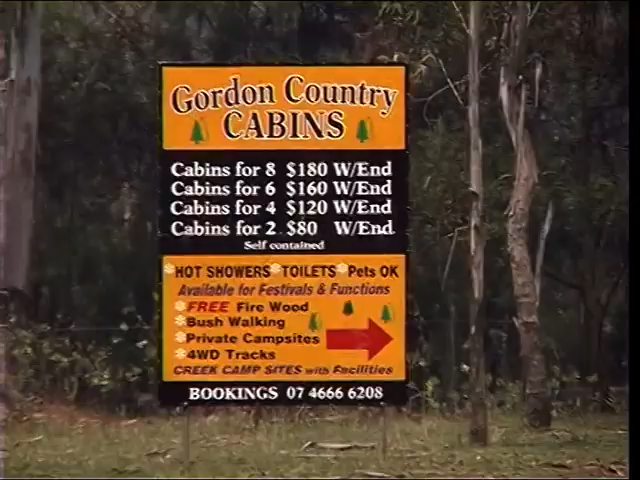 Gordon Country
CABINS
Cabins for 8 $180 W/End
Cabins for 6 $160 W/End
Cabins for 4 $120 W/End
Cabins for 2 $80 W/End
Self contained
HOT SHOWERS TOILETS Pets OK
Available for Festivals & Functions
FREE Fire Wood
Bush Walking
Private Campsites
4WD Tracks
CREEK CAMP SITES with Facilities
BOOKINGS 07 4666 6208